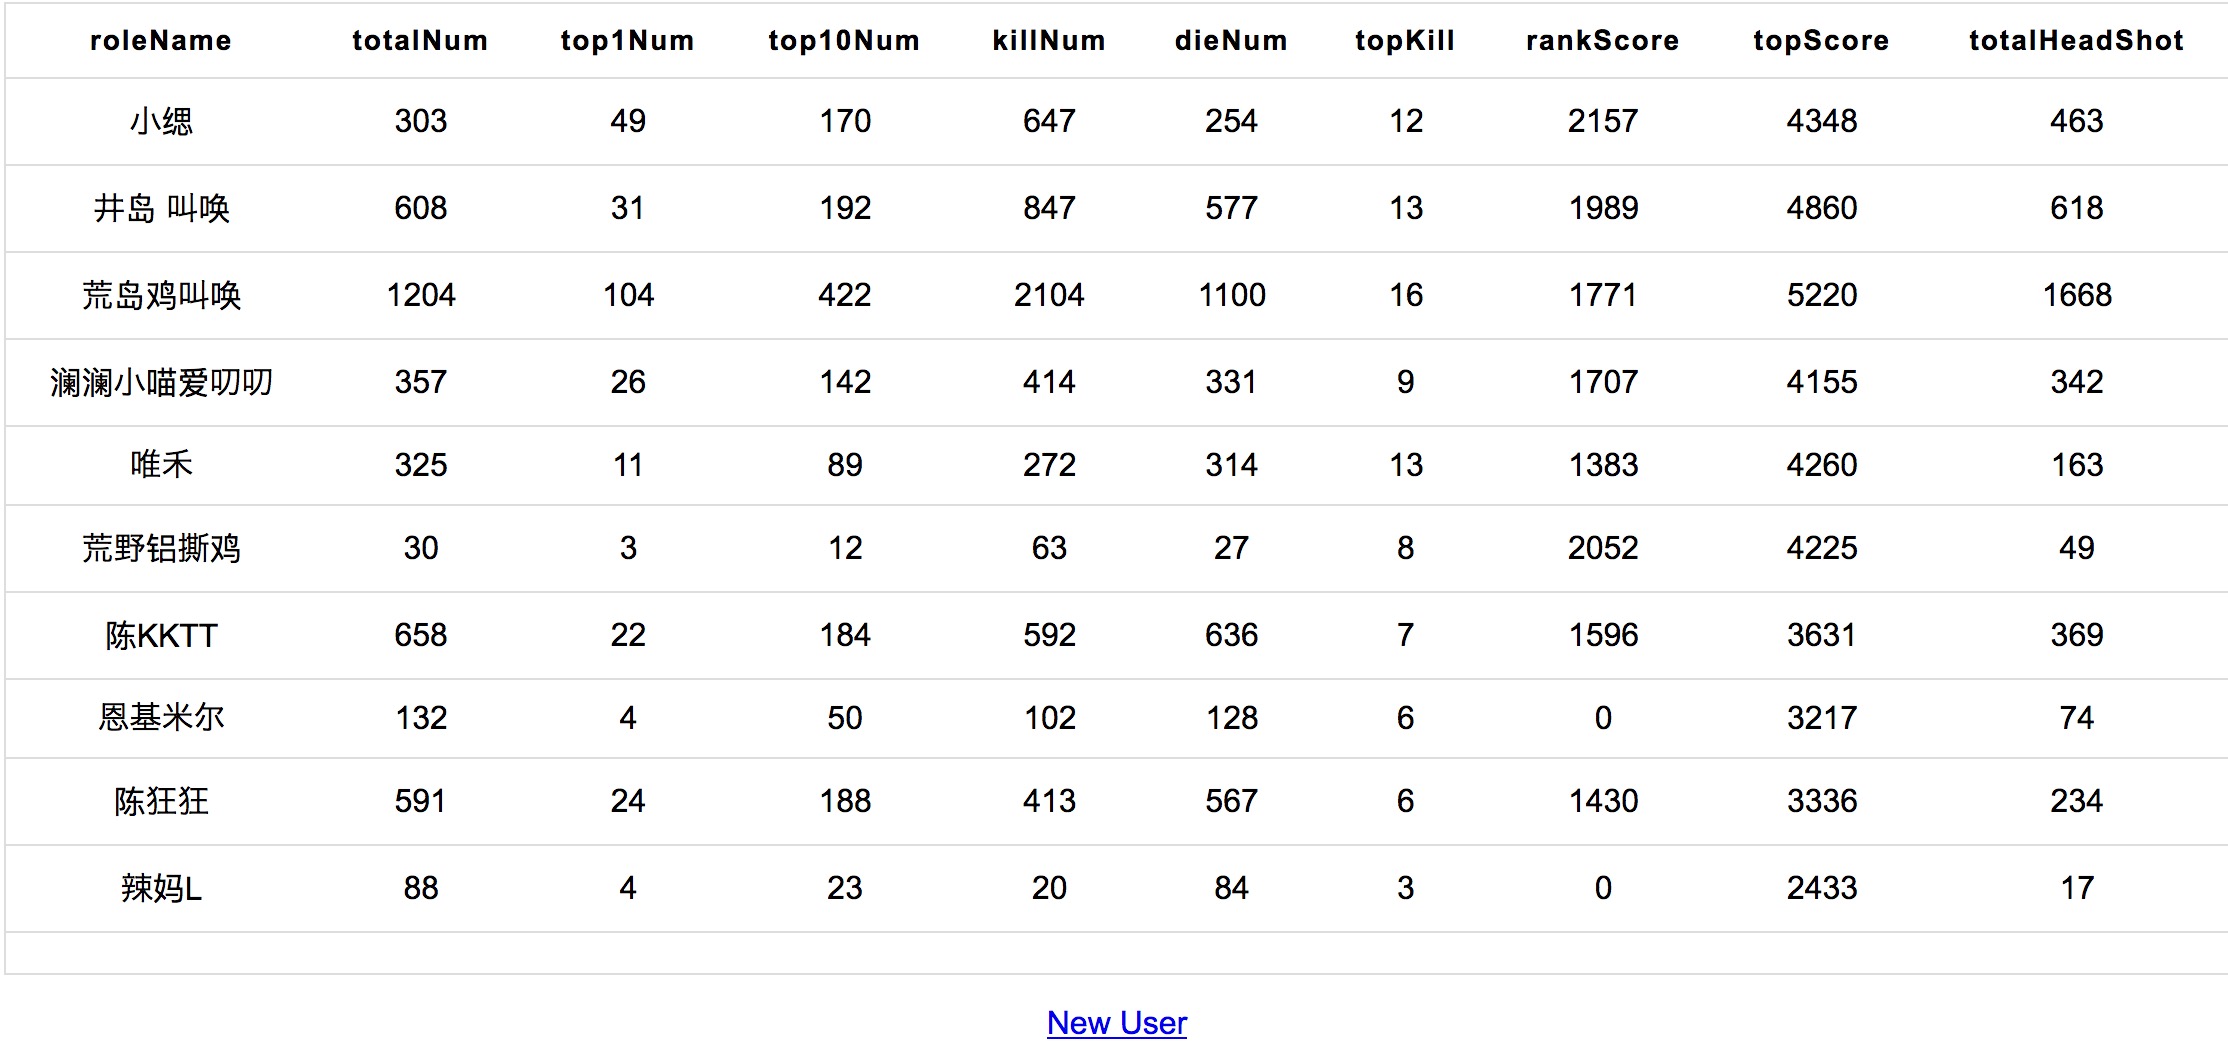 roleName totalNum top1Num top10Num killNum dieNum topKill rankScore topScore totalHeadShot
小缌 303 49 170 647 254 12 2157 4348 463
井岛 叫唤 608 31 192 847 577 13 1989 4860 618
荒岛鸡叫唤 1204 104 422 2104 1100 16 1771 5220 1668
澜澜小喵爱叨叨 357 26 142 414 331 9 1707 4155 342
唯禾 325 11 89 272 314 13 1383 4260 163
荒野铝撕鸡 30 3 12 63 27 8 2052 4225 49
陈KKTT 658 22 184 592 636 7 1596 3631 369
恩基米尔 132 4 50 102 128 6 0 3217 74
陈狂狂 591 24 188 413 567 6 1430 3336 234
辣妈L 88 4 23 20 84 3 0 2433 17
New User